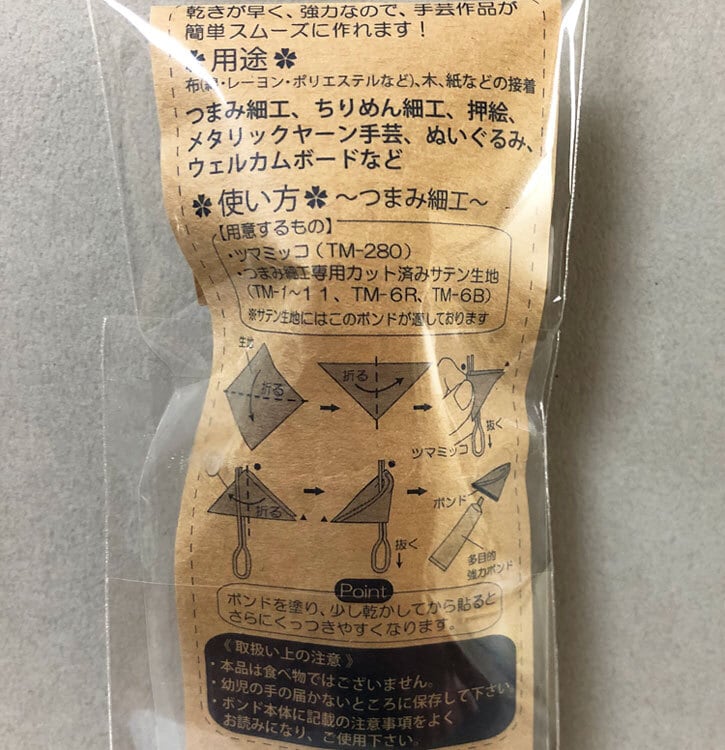 乾きが早く、強力なので、手芸作品が
簡単スムーズに作れます！
用途
布(綿・レーヨン・ポリエステルなど)、木、紙などの接着
つまみ細工、ちりめん細工、押絵、
メタリックヤーン手芸、ぬいぐるみ、
ウェルカムボードなど
使い方 ～つまみ細工～
【用意するもの】
・ツマミッコ（TM-280）
・つまみ細工専用カット済みサテン生地
（TM-1～11、TM-6R、TM-6B）
※サテン生地にはこのボンドが適しております
生地
折る
折る
抜く
ツマミッコ
折る
抜く
ボンド
多目的
強力ボンド
Point
ボンドを塗り、少し乾かしてから貼ると
さらにくっつきやすくなります。
《 取扱い上の注意 》
・本品は食べ物ではございません。
・幼児の手の届かないところに保存して下さい
・ボンド本体に記載の注意事項をよく
お読みになり、ご使用下さい。